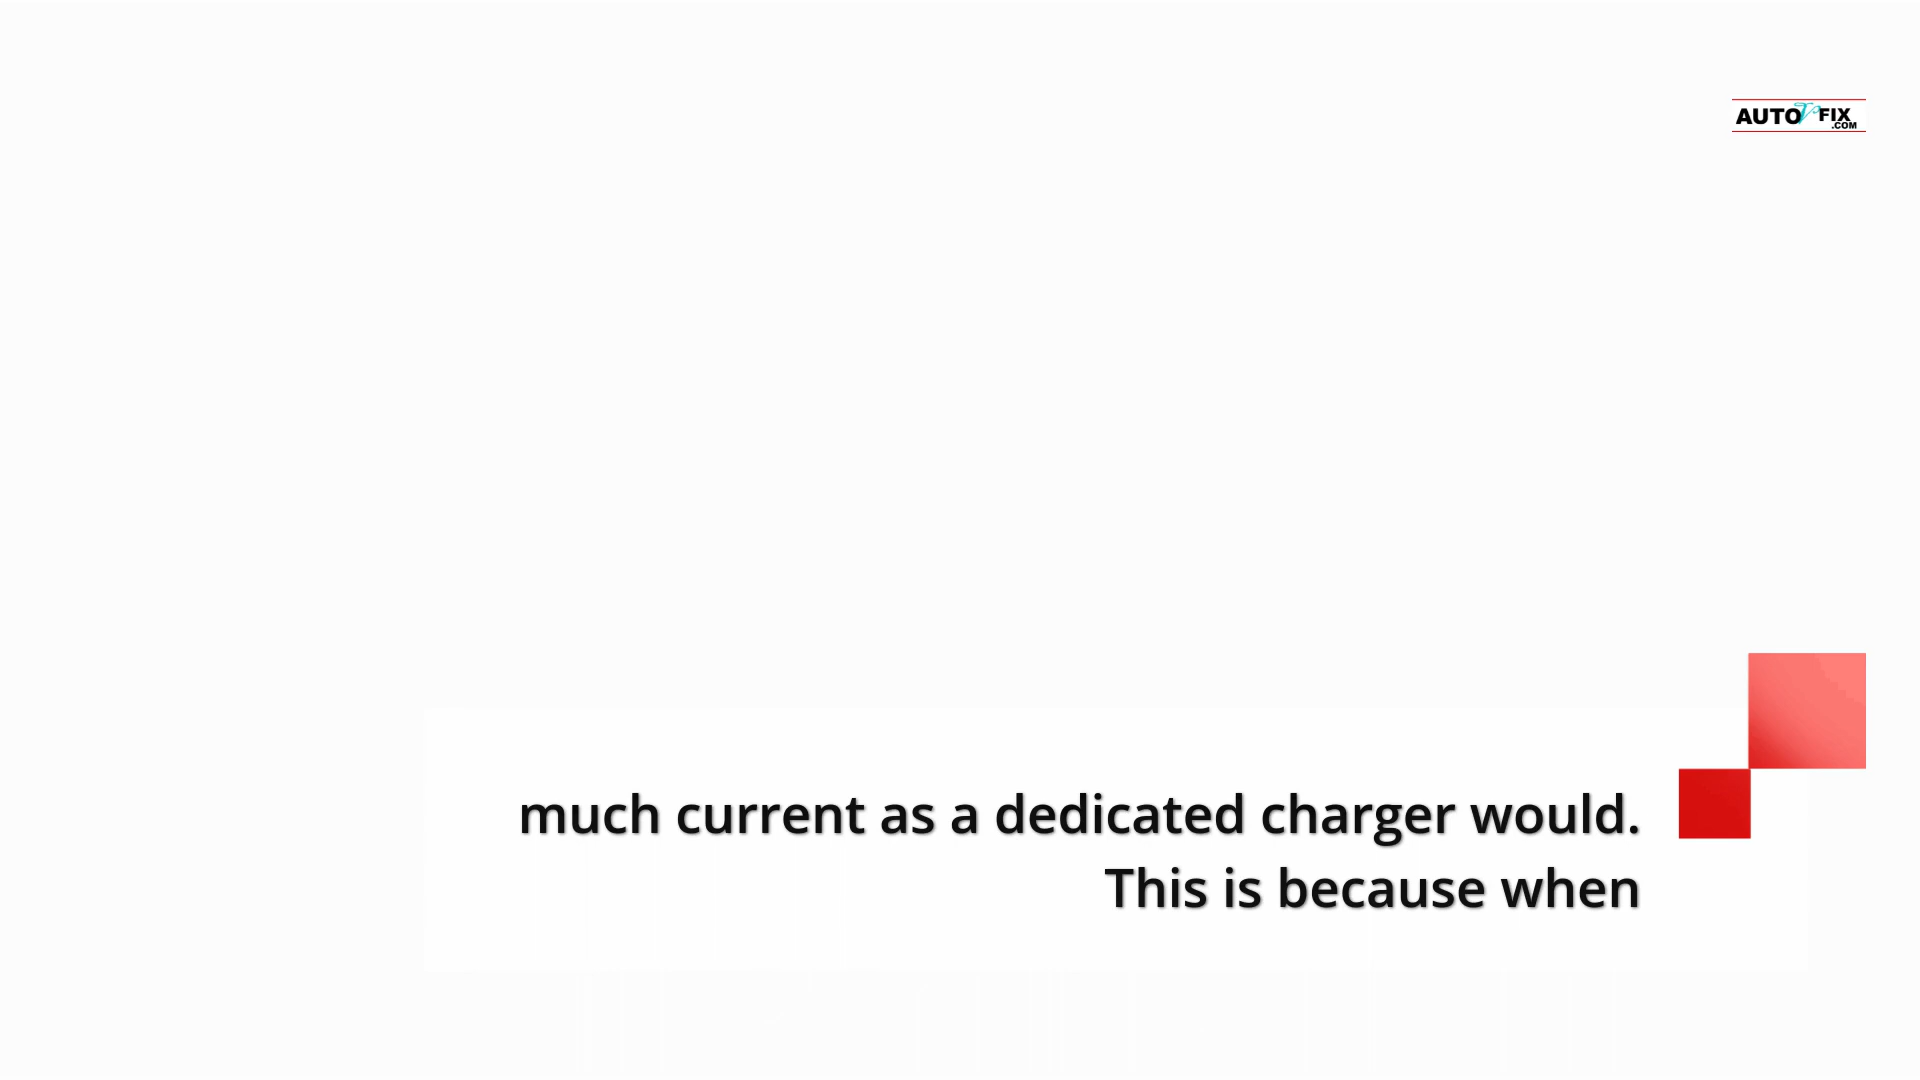 AUTO FIX
.COM
much current as a dedicated charger would.
This is because when